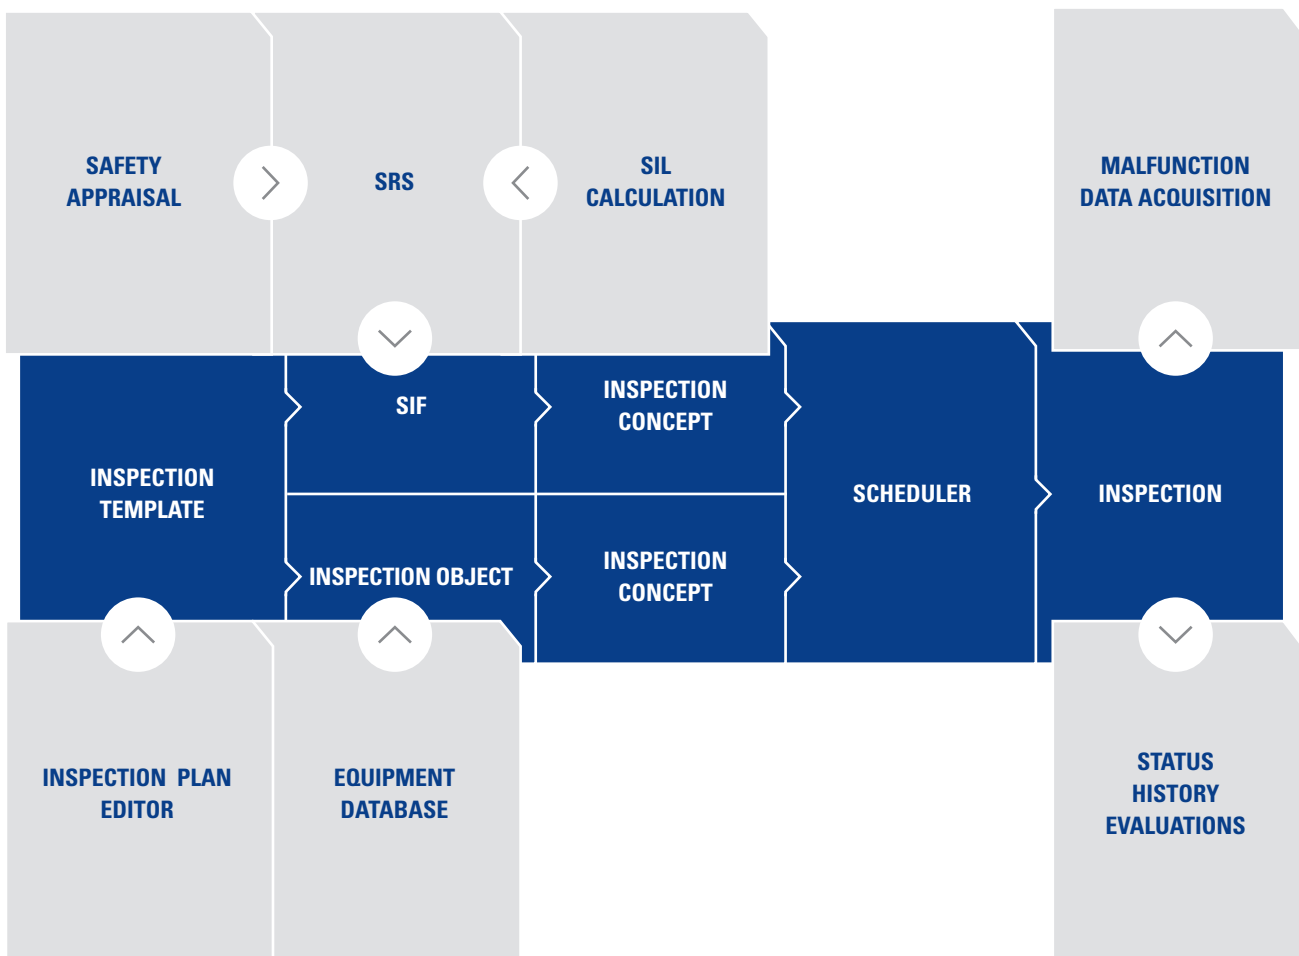 SAFETY
APPRAISAL
SRS
SIL
CALCULATION
MALFUNCTION
DATA ACQUISITION
INSPECTION
TEMPLATE
SIF
INSPECTION
CONCEPT
INSPECTION OBJECT
INSPECTION
CONCEPT
SCHEDULER
INSPECTION
INSPECTION PLAN
EDITOR
EQUIPMENT
DATABASE
STATUS
HISTORY
EVALUATIONS